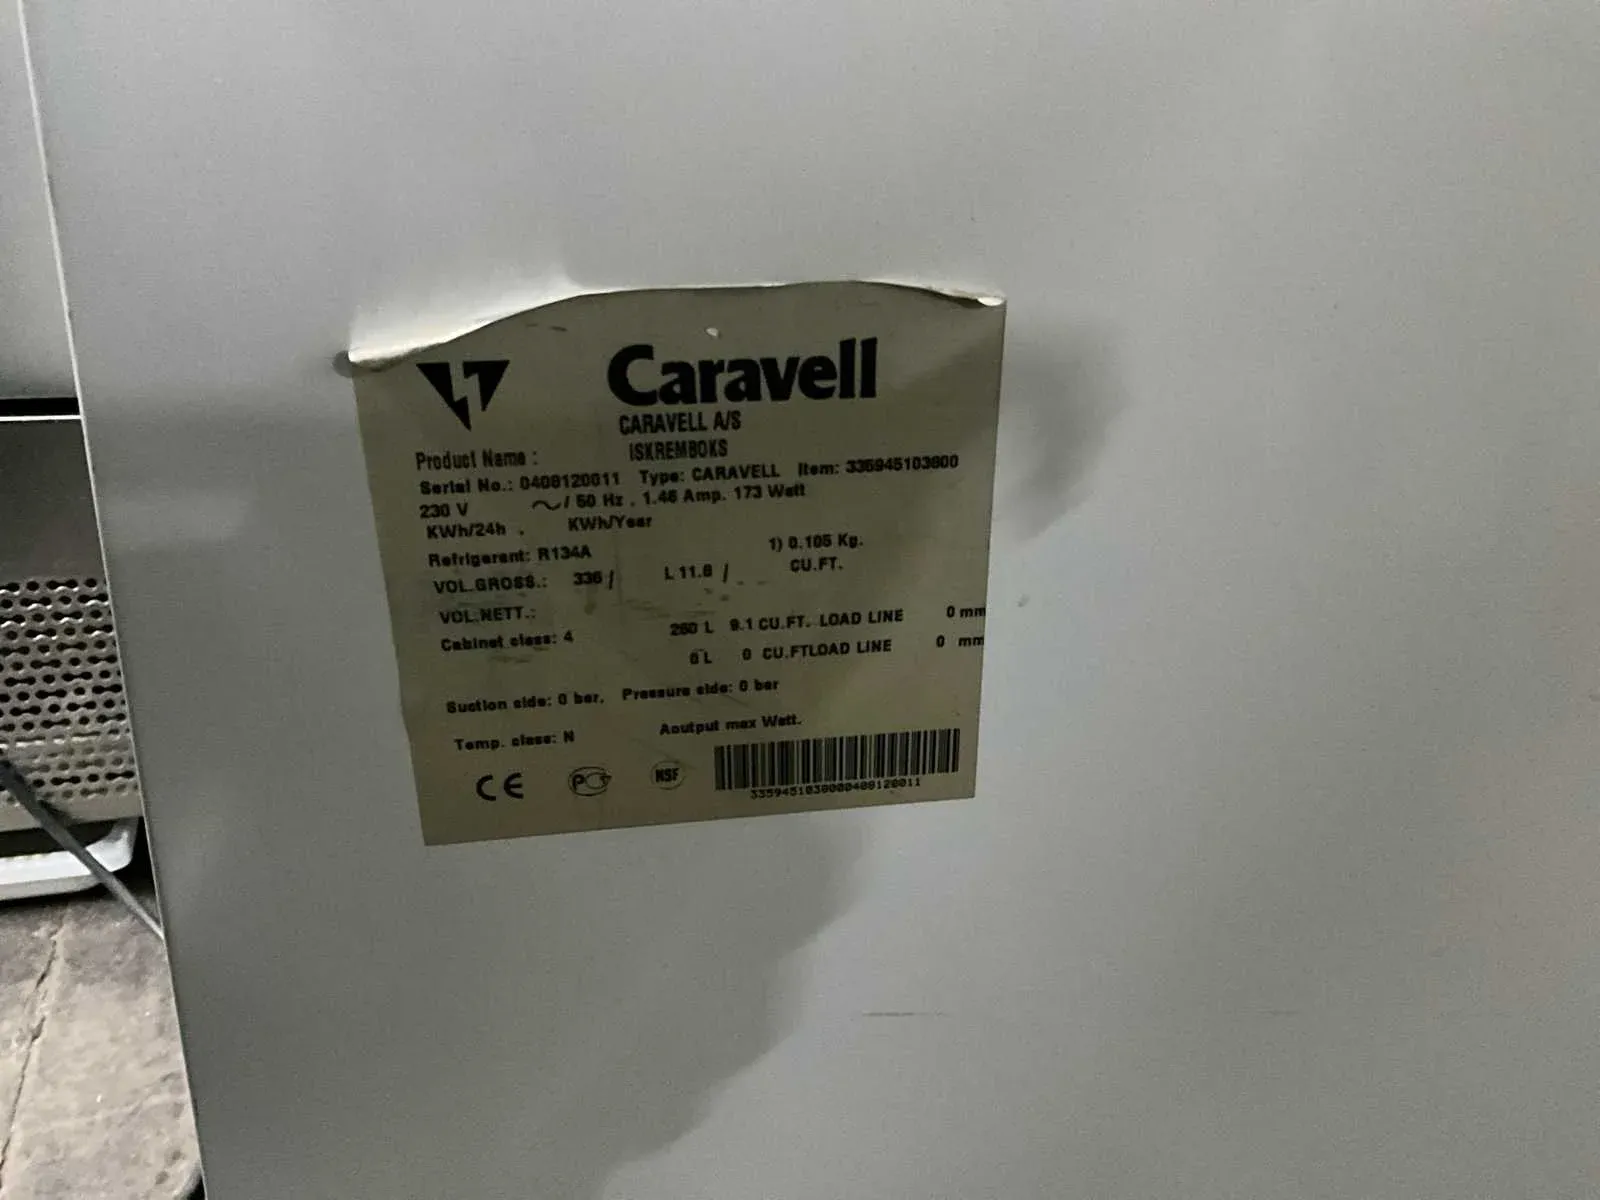 Caravell
CARAVELL A/S
Product Name : ISKREMBOKS
Serial No.: 0408120011 Type: CARAVELL Item: 335945103800
230 V ~/ 50 Hz . 1.46 Amp. 173 Watt
KWh/24h . KWh/Year
Refrigerant: R134A 1) 0.105 Kg.
VOL.GROSS.: 336 / L 11.8 / CU.FT.
VOL.NETT.: 260 L 9.1 CU.FT. LOAD LINE 0 mm
Cabinet class: 4 0 L 0 CU.FTLOAD LINE 0 mm
Suction side: 0 bar. Pressure side: 0 bar
Temp. class: N Aoutput max Watt.
CE PCT NSF
3359451038000408120011